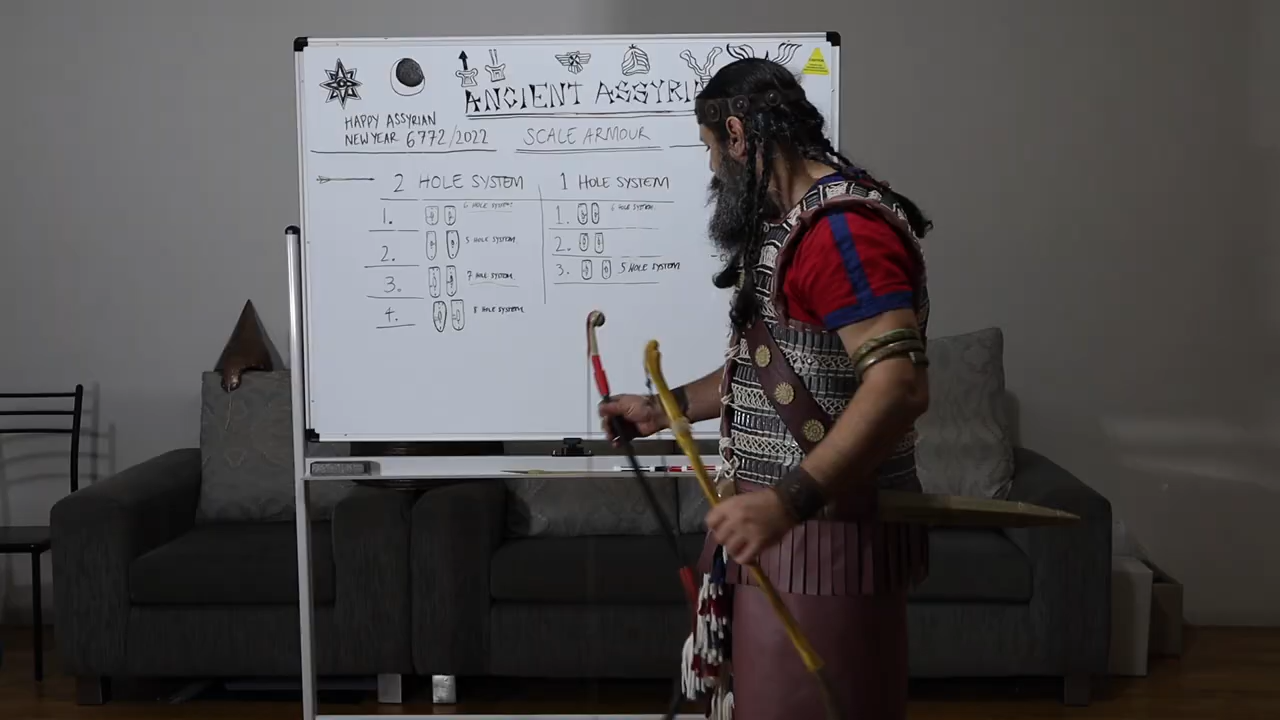 ANCIENT ASSYRIA
HAPPY ASSYRIAN
NEW YEAR 6772/2022
SCALE ARMOUR
2 HOLE SYSTEM
1 HOLE SYSTEM
1. 6 HOLE SYSTEM
2. 5 HOLE SYSTEM
3. 7 HOLE SYSTEM
4. 8 HOLE SYSTEM
1. 6 HOLE SYSTEM
2.
3. 5 HOLE SYSTEM